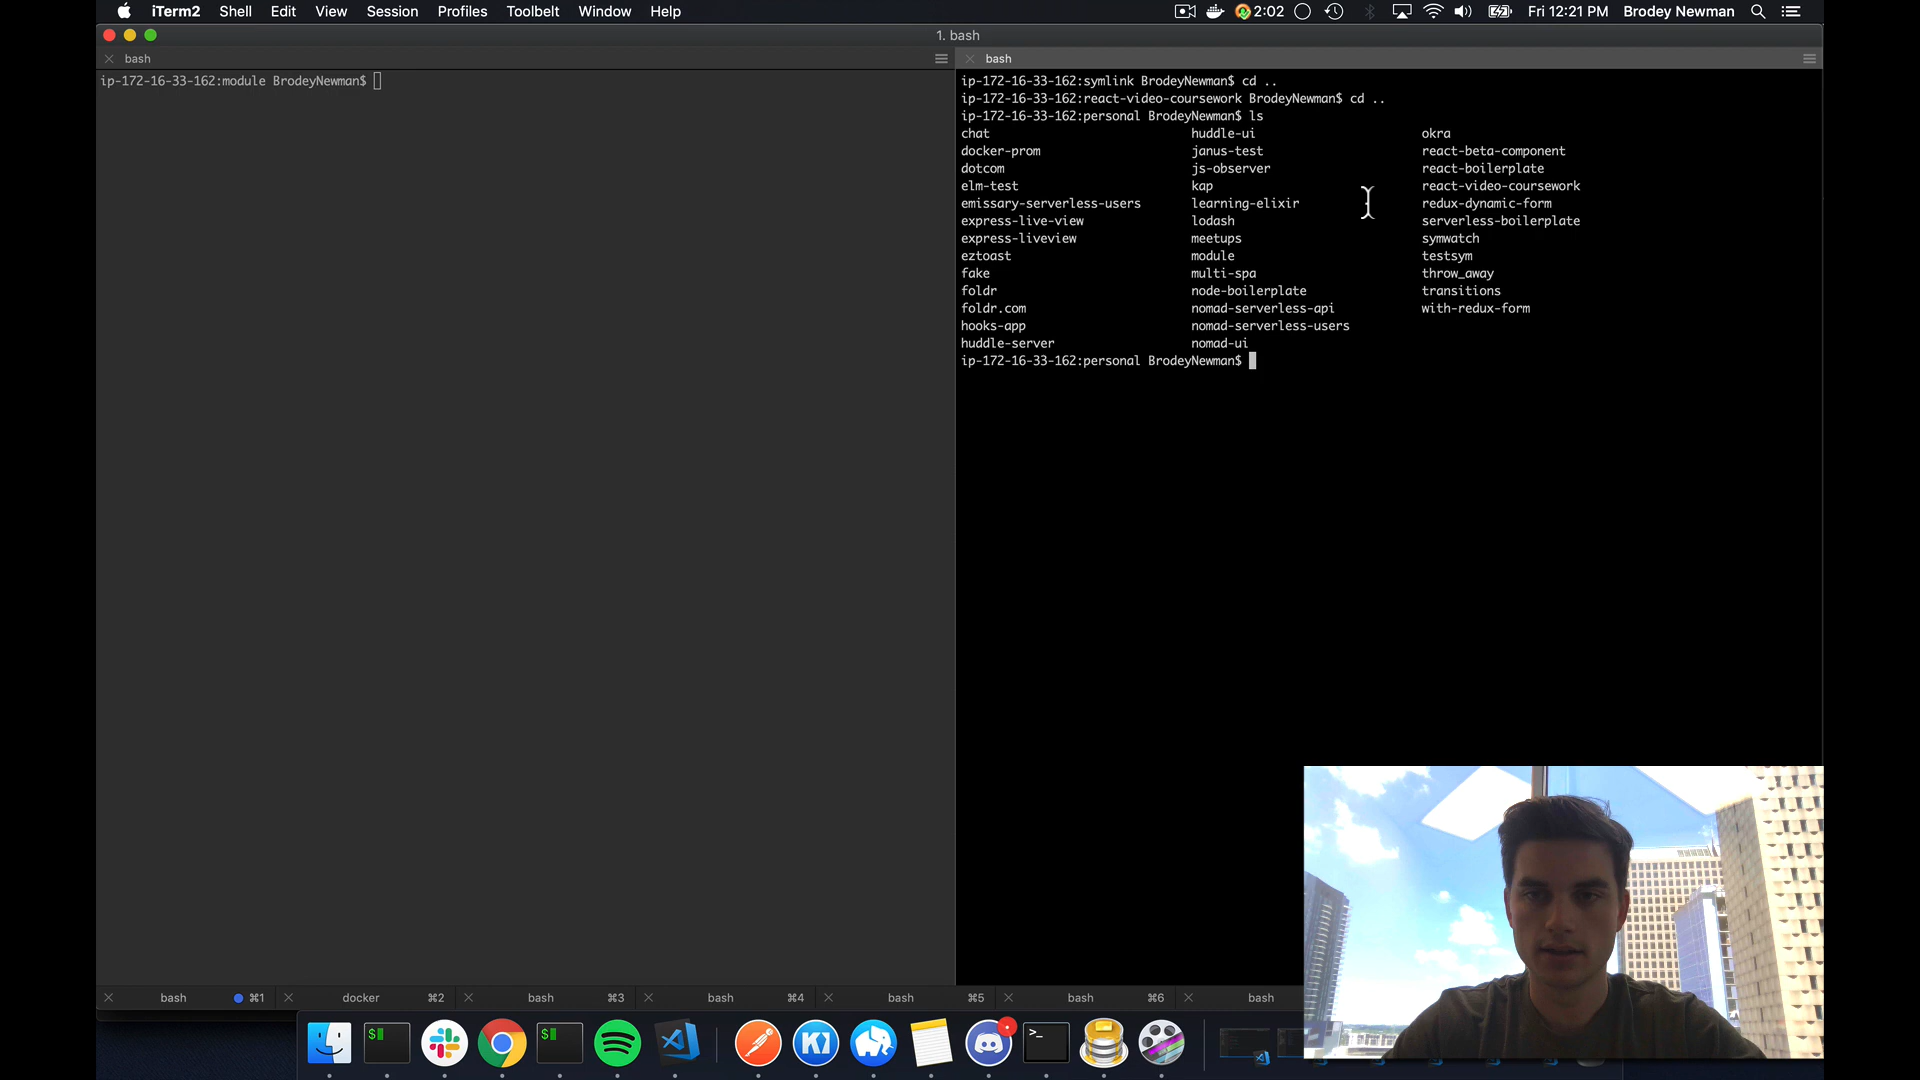 iTerm2 Shell Edit View Session Profiles Toolbelt Window Help 2:02 Fri 12:21 PM Brodey Newman
1. bash
bash
ip-172-16-33-162:module BrodeyNewman$
bash
ip-172-16-33-162:symlink BrodeyNewman$ cd ..
ip-172-16-33-162:react-video-coursework BrodeyNewman$ cd ..
ip-172-16-33-162:personal BrodeyNewman$ ls
chat huddle-ui okra
docker-prom janus-test react-beta-component
dotcom js-observer react-boilerplate
elm-test kap react-video-coursework
emissary-serverless-users learning-elixir redux-dynamic-form
express-live-view lodash serverless-boilerplate
express-liveview meetups symwatch
eztoast module testsym
fake multi-spa throw_away
foldr node-boilerplate transitions
foldr.com nomad-serverless-api with-redux-form
hooks-app nomad-serverless-users
huddle-server nomad-ui
ip-172-16-33-162:personal BrodeyNewman$
bash ⌘1 docker ⌘2 bash ⌘3 bash ⌘4 bash ⌘5 bash ⌘6 bash